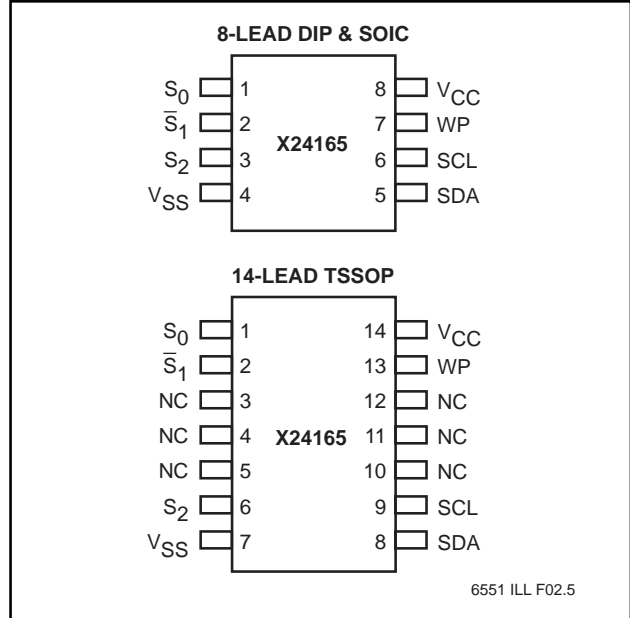 8-LEAD DIP & SOIC
S0 1 8 VCC
S̅1 2 7 WP
X24165
S2 3 6 SCL
VSS 4 5 SDA
14-LEAD TSSOP
S0 1 14 VCC
S̅1 2 13 WP
NC 3 12 NC
NC 4 X24165 11 NC
NC 5 10 NC
S2 6 9 SCL
VSS 7 8 SDA
6551 ILL F02.5